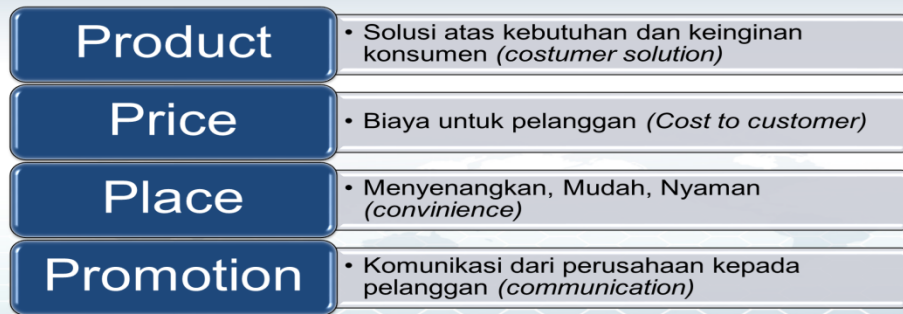 Product
• Solusi atas kebutuhan dan keinginan
konsumen (costumer solution)
Price
• Biaya untuk pelanggan (Cost to customer)
Place
• Menyenangkan, Mudah, Nyaman
(convinience)
Promotion
• Komunikasi dari perusahaan kepada
pelanggan (communication)